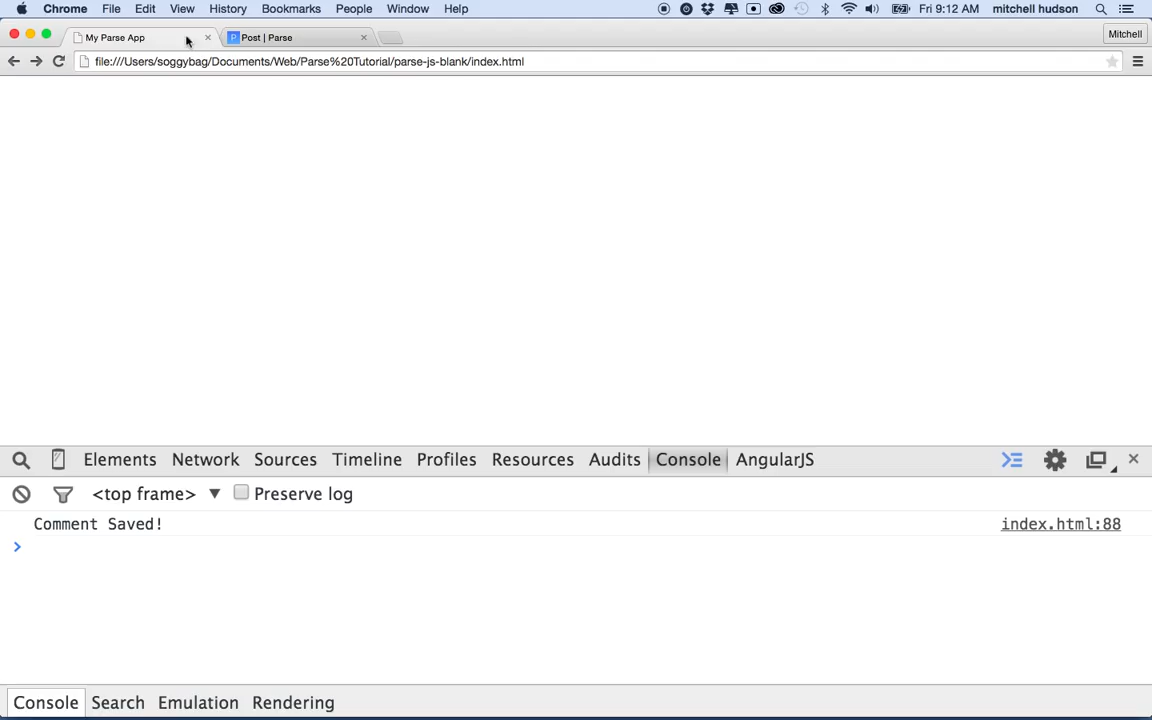 Chrome File Edit View History Bookmarks People Window Help Fri 9:12 AM mitchell hudson
My Parse App Post | Parse Mitchell
file:///Users/soggybag/Documents/Web/Parse%20Tutorial/parse-js-blank/index.html
Elements Network Sources Timeline Profiles Resources Audits Console AngularJS
<top frame> ▼ Preserve log
Comment Saved! index.html:88
>
Console Search Emulation Rendering